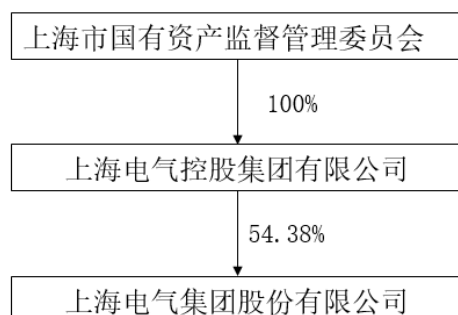 上海市国有资产监督管理委员会
100%
上海电气控股集团有限公司
54.38%
上海电气集团股份有限公司